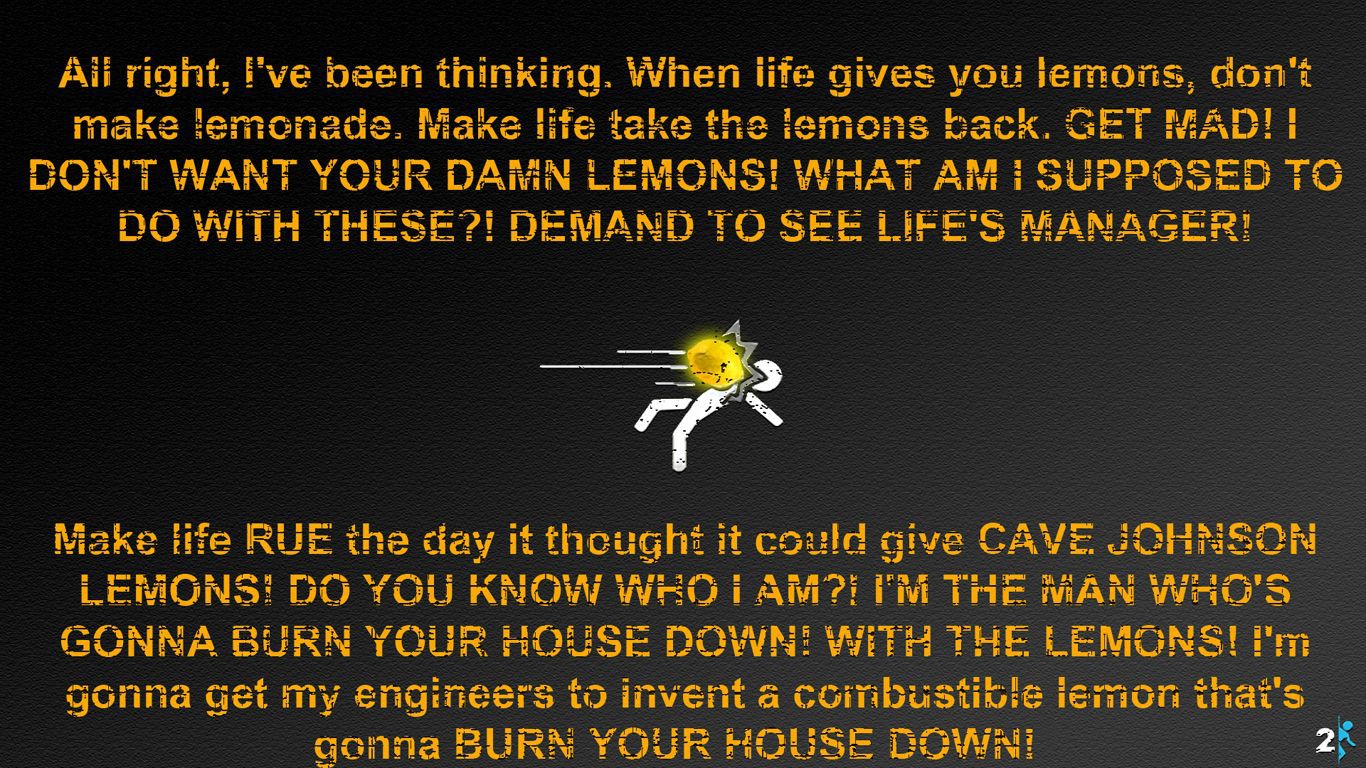 All right, I've been thinking. When life gives you lemons, don't
make lemonade. Make life take the lemons back. GET MAD! I
DON'T WANT YOUR DAMN LEMONS! WHAT AM I SUPPOSED TO
DO WITH THESE?! DEMAND TO SEE LIFE'S MANAGER!
Make life RUE the day it thought it could give CAVE JOHNSON
LEMONS! DO YOU KNOW WHO I AM?! I'M THE MAN WHO'S
GONNA BURN YOUR HOUSE DOWN! WITH THE LEMONS! I'm
gonna get my engineers to invent a combustible lemon that's
gonna BURN YOUR HOUSE DOWN!
2